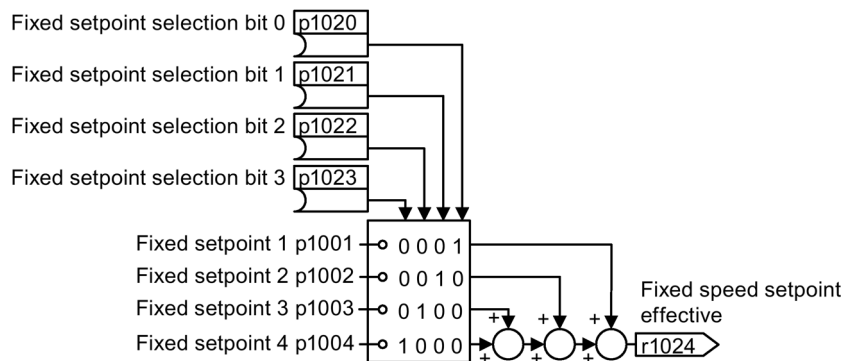 Fixed setpoint selection bit 0 p1020
Fixed setpoint selection bit 1 p1021
Fixed setpoint selection bit 2 p1022
Fixed setpoint selection bit 3 p1023
Fixed setpoint 1 p1001 0 0 0 1
Fixed setpoint 2 p1002 0 0 1 0
Fixed setpoint 3 p1003 0 1 0 0
Fixed setpoint 4 p1004 1 0 0 0
+ + +
+ + +
Fixed speed setpoint
effective
r1024